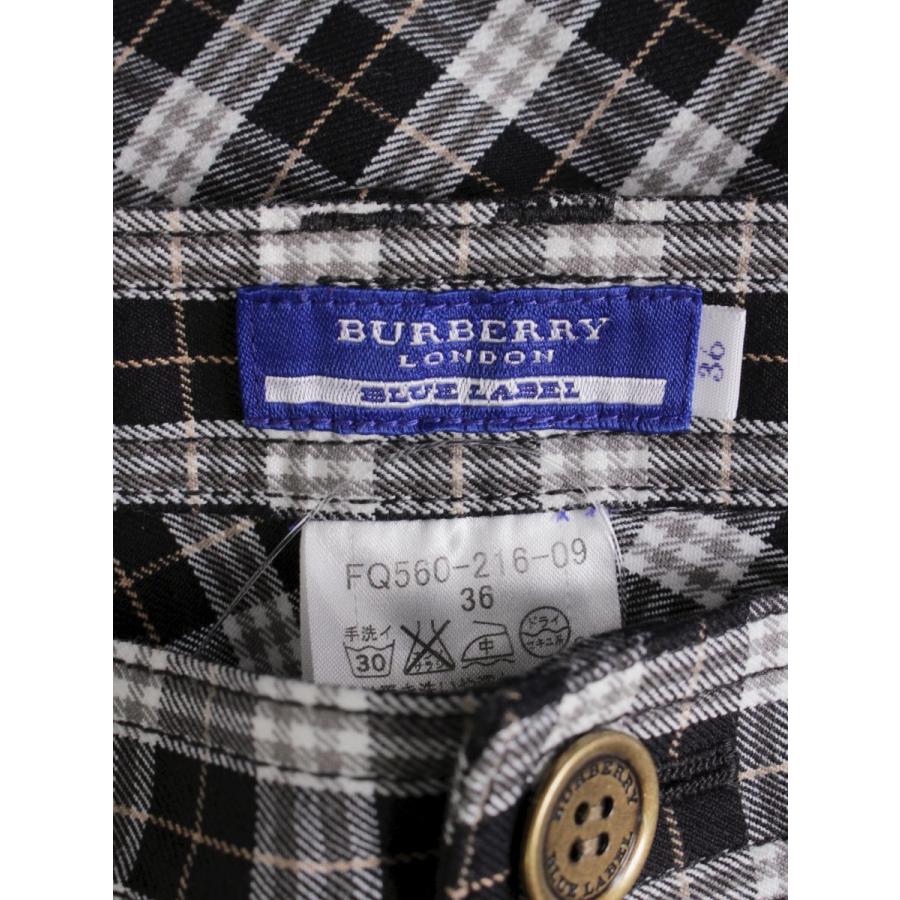 BURBERRY
LONDON
BLUE LABEL
36
FQ560-216-09
36
手洗イ
30
中
ドライ
BURBERRY
BLUE LABEL